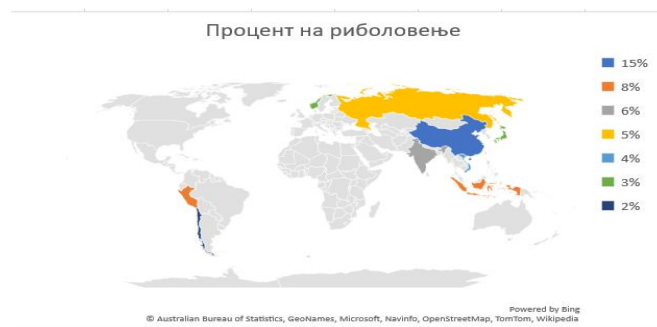 Процент на риболовење
15%
8%
6%
5%
4%
3%
2%
Powered by Bing
© Australian Bureau of Statistics, GeoNames, Microsoft, Navinfo, OpenStreetMap, TomTom, Wikipedia